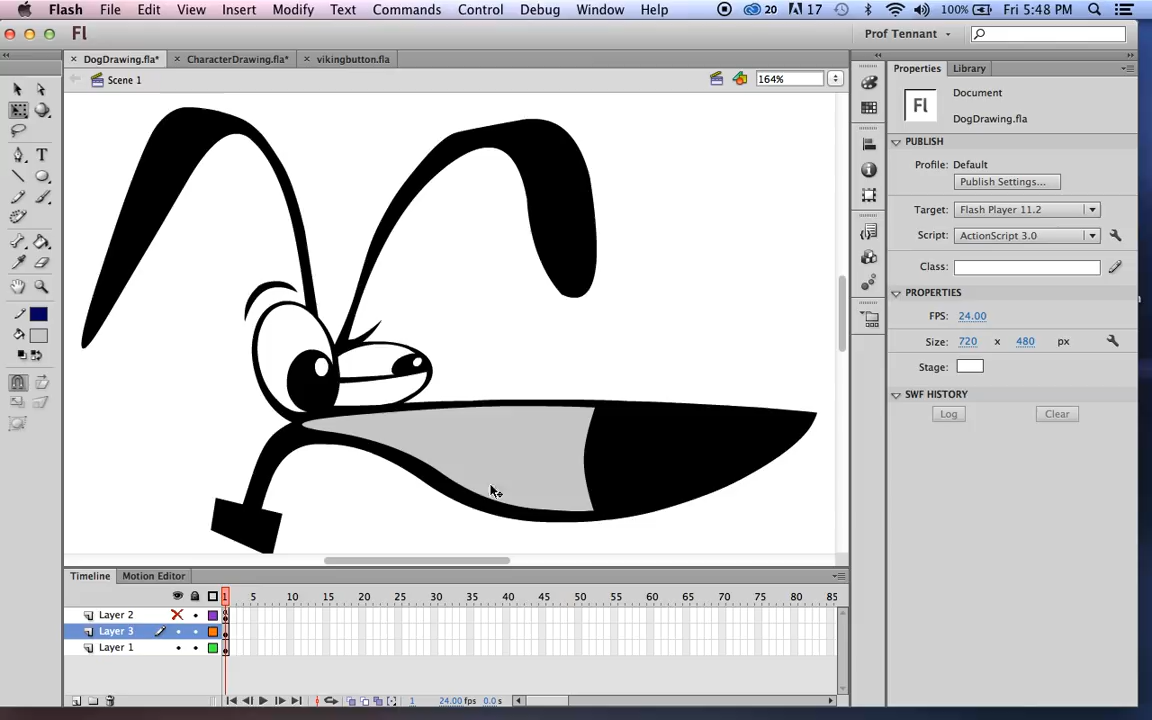 Flash File Edit View Insert Modify Text Commands Control Debug Window Help 20 17 100% Fri 5:48 PM
Fl Prof Tennant
DogDrawing.fla* CharacterDrawing.fla* vikingbutton.fla
Scene 1 164%
Properties Library
Fl Document
DogDrawing.fla
PUBLISH
Profile: Default
Publish Settings...
Target: Flash Player 11.2
Script: ActionScript 3.0
Class:
PROPERTIES
FPS: 24.00
Size: 720 x 480 px
Stage:
SWF HISTORY
Log Clear
Timeline Motion Editor
1 5 10 15 20 25 30 35 40 45 50 55 60 65 70 75 80 85
Layer 2
Layer 3
Layer 1
1 24.00 fps 0.0 s